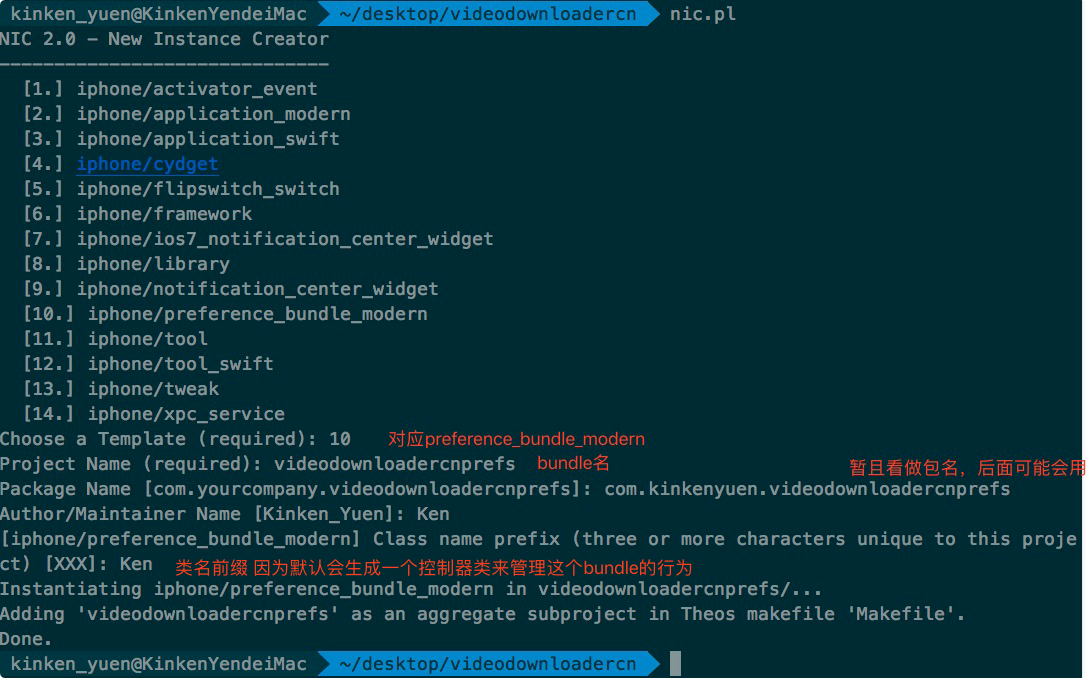 kinken_yuen@KinkenYendeiMac ~/desktop/videodownloadercn nic.pl
NIC 2.0 - New Instance Creator
------------------------------
[1.] iphone/activator_event
[2.] iphone/application_modern
[3.] iphone/application_swift
[4.] iphone/cydget
[5.] iphone/flipswitch_switch
[6.] iphone/framework
[7.] iphone/ios7_notification_center_widget
[8.] iphone/library
[9.] iphone/notification_center_widget
[10.] iphone/preference_bundle_modern
[11.] iphone/tool
[12.] iphone/tool_swift
[13.] iphone/tweak
[14.] iphone/xpc_service
Choose a Template (required): 10 对应preference_bundle_modern
Project Name (required): videodownloadercnprefs bundle名 暂且看做包名，后面可能会用
Package Name [com.yourcompany.videodownloadercnprefs]: com.kinkenyuen.videodownloadercnprefs
Author/Maintainer Name [Kinken_Yuen]: Ken
[iphone/preference_bundle_modern] Class name prefix (three or more characters unique to this proje
ct) [XXX]: Ken 类名前缀 因为默认会生成一个控制器类来管理这个bundle的行为
Instantiating iphone/preference_bundle_modern in videodownloadercnprefs/...
Adding 'videodownloadercnprefs' as an aggregate subproject in Theos makefile 'Makefile'.
Done.
kinken_yuen@KinkenYendeiMac ~/desktop/videodownloadercn